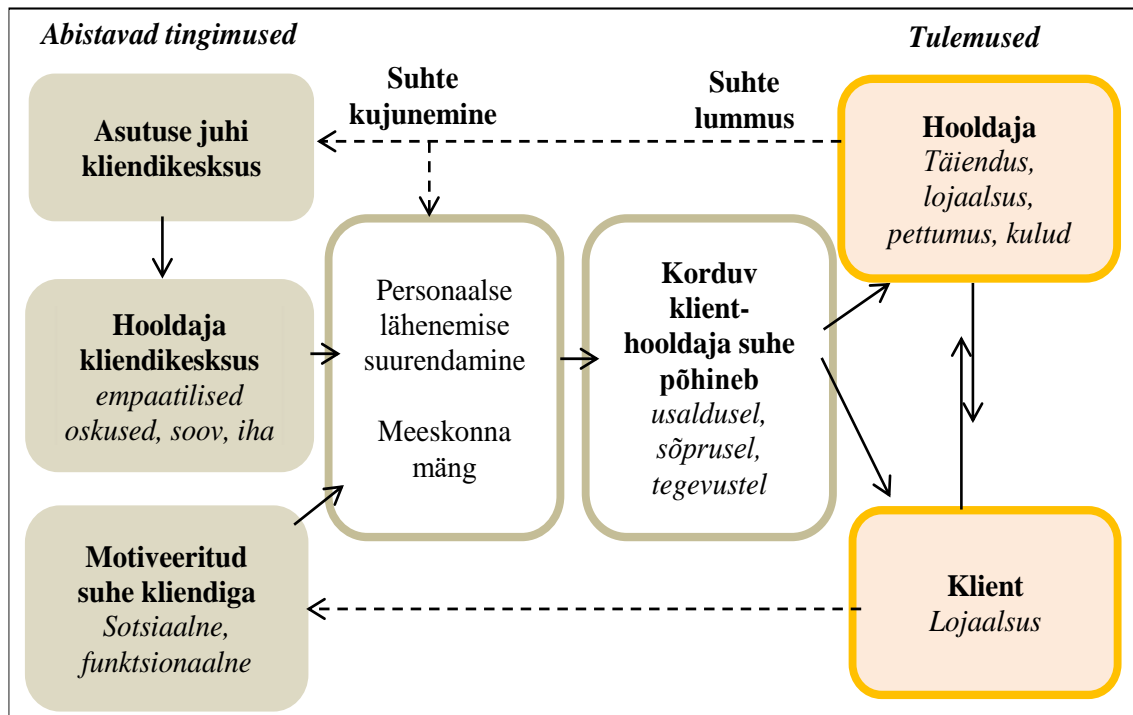 Abistavad tingimused
Tulemused
Suhte
kujunemine
Suhte
lummus
Asutuse juhi
kliendikesksus
Hooldaja
Täiendus,
lojaalsus,
pettumus, kulud
Hooldaja
kliendikesksus
empaatilised
oskused, soov, iha
Personaalse
lähenemise
suurendamine
Meeskonna
mäng
Korduv
klient-
hooldaja suhe
põhineb
usaldusel,
sõprusel,
tegevustel
Motiveeritud
suhe kliendiga
Sotsiaalne,
funktsionaalne
Klient
Lojaalsus